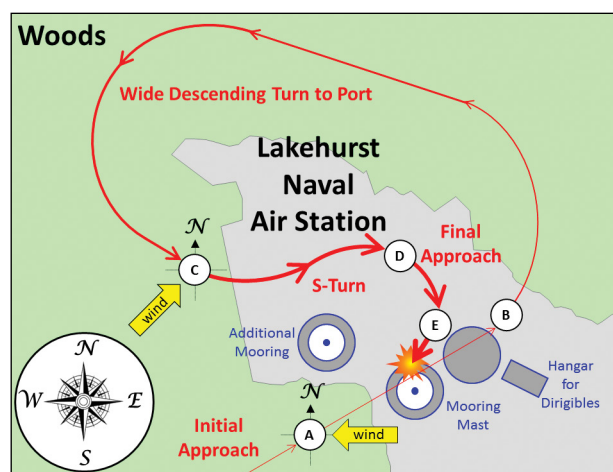 Woods
Wide Descending Turn to Port
Lakehurst
Naval
Air Station
N
C
wind
S-Turn
D
Final
Approach
B
E
Additional
Mooring
Hangar
for
Dirigibles
Mooring
Mast
N
W
E
S
N
Initial
Approach
A
wind